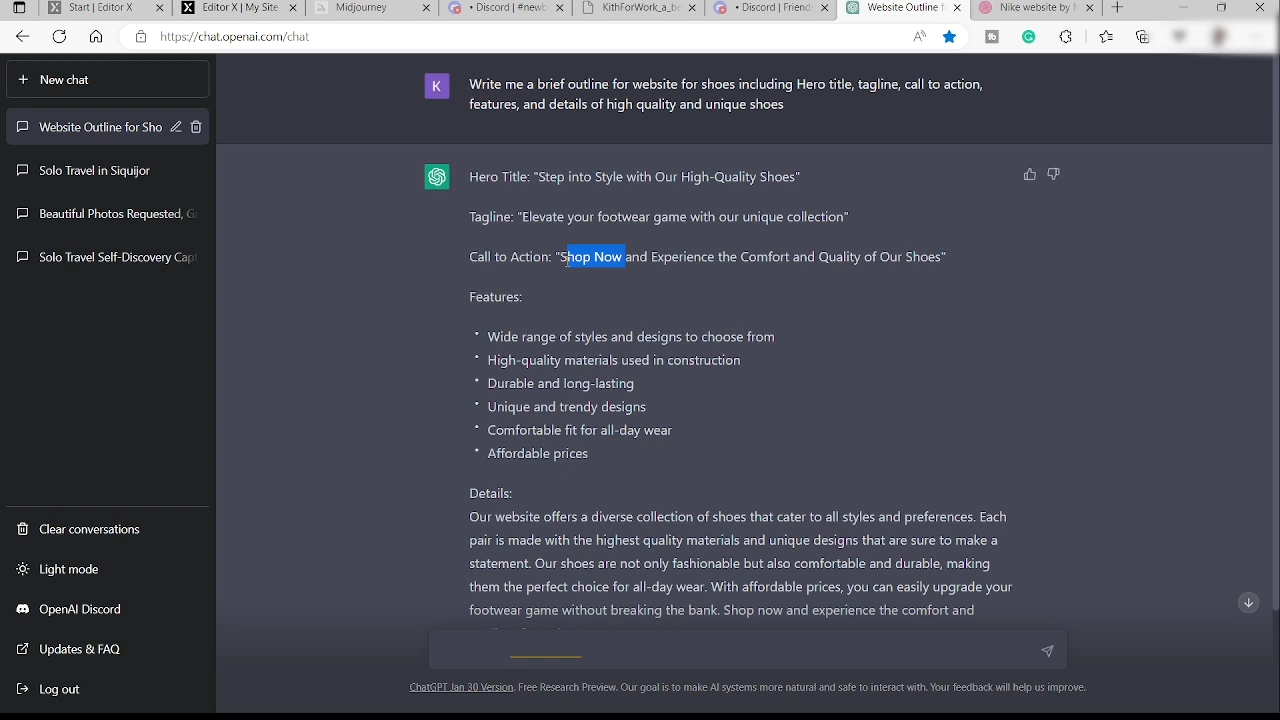 Start | Editor X
Editor X | My Site
Midjourney
• Discord | #newb
KithForWork_a_be
• Discord | Friends
Website Outline f
Nike website by M
https://chat.openai.com/chat
New chat
Website Outline for Sho
Solo Travel in Siquijor
Beautiful Photos Requested, Gr
Solo Travel Self-Discovery Capt
Clear conversations
Light mode
OpenAI Discord
Updates & FAQ
Log out
K
Write me a brief outline for website for shoes including Hero title, tagline, call to action,
features, and details of high quality and unique shoes
Hero Title: "Step into Style with Our High-Quality Shoes"
Tagline: "Elevate your footwear game with our unique collection"
Call to Action: "Shop Now and Experience the Comfort and Quality of Our Shoes"
Features:
• Wide range of styles and designs to choose from
• High-quality materials used in construction
• Durable and long-lasting
• Unique and trendy designs
• Comfortable fit for all-day wear
• Affordable prices
Details:
Our website offers a diverse collection of shoes that cater to all styles and preferences. Each
pair is made with the highest quality materials and unique designs that are sure to make a
statement. Our shoes are not only fashionable but also comfortable and durable, making
them the perfect choice for all-day wear. With affordable prices, you can easily upgrade your
footwear game without breaking the bank. Shop now and experience the comfort and
ChatGPT Jan 30 Version. Free Research Preview. Our goal is to make AI systems more natural and safe to interact with. Your feedback will help us improve.